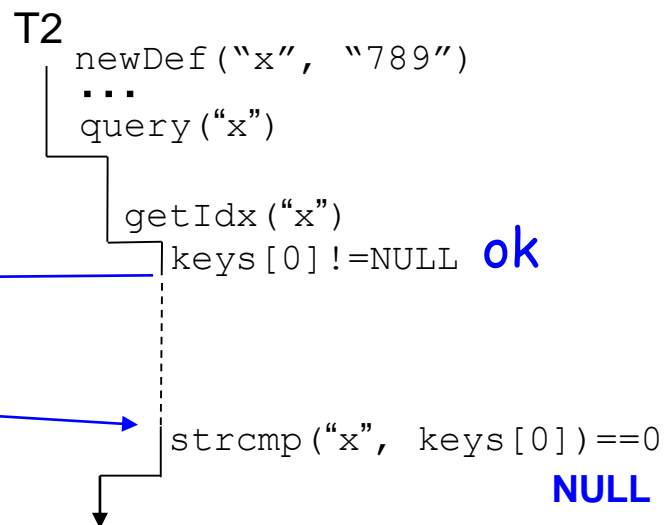 T2
newDef(“x”, “789”)
...
query(“x”)
getIdx(“x”)
keys[0]!=NULL ok
strcmp(“x”, keys[0])==0
NULL